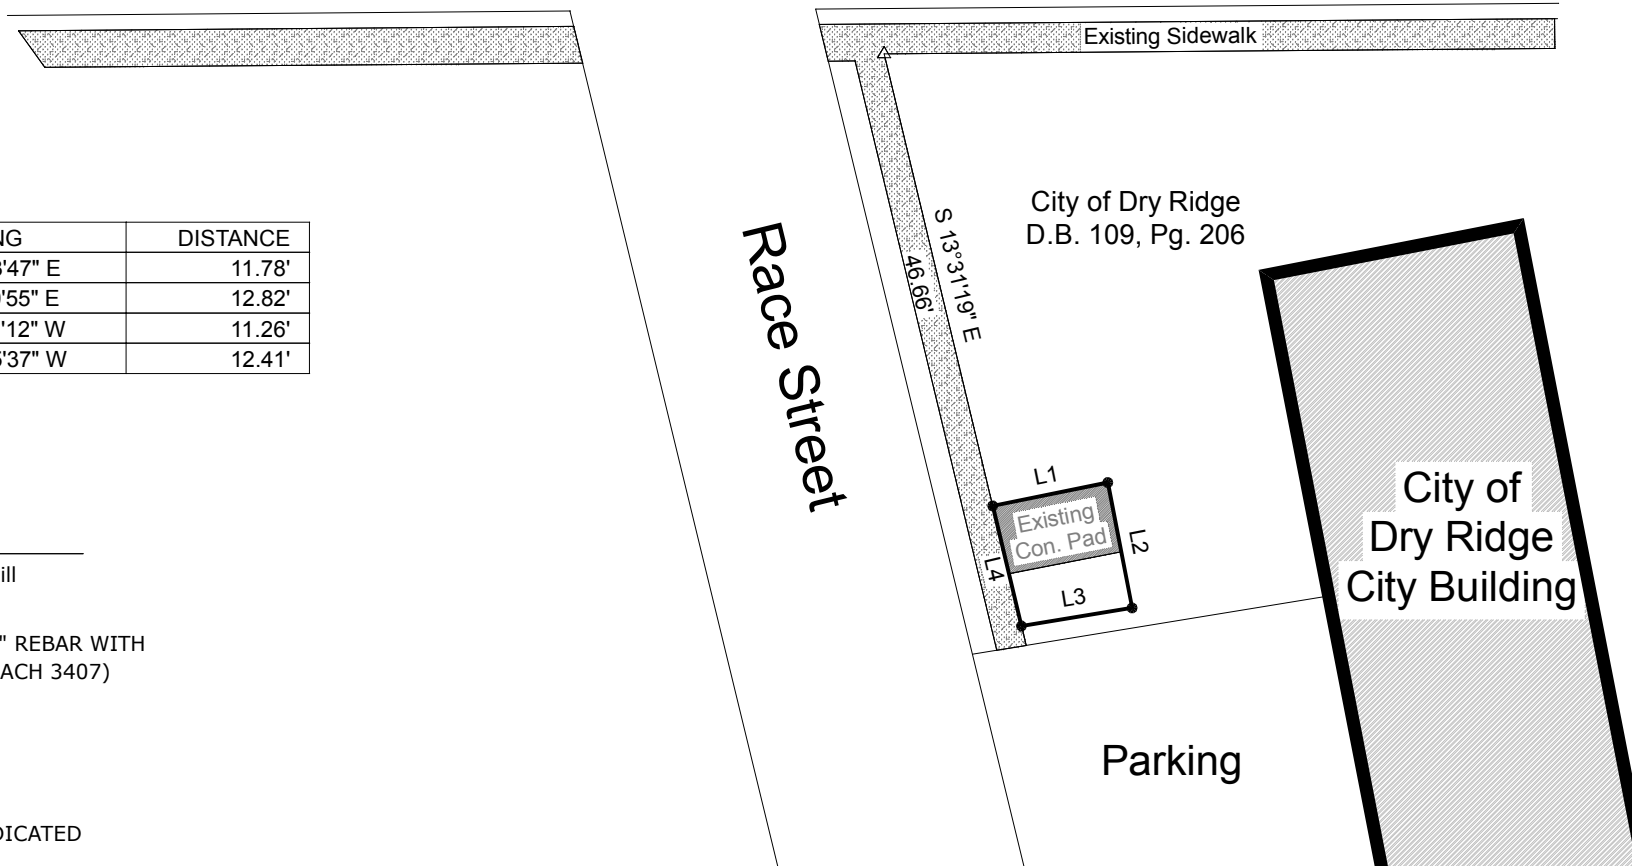 Existing Sidewalk
NG DISTANCE
'47" E 11.78'
'55" E 12.82'
'12" W 11.26'
'37" W 12.41'
ill
" REBAR WITH
ACH 3407)
DICATED
Race Street
S 13°31'19" E
46.66'
City of Dry Ridge
D.B. 109, Pg. 206
L1
Existing
Con. Pad
L2
L4
L3
City of
Dry Ridge
City Building
Parking